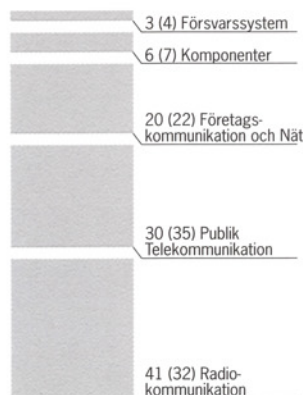 3 (4) Försvarssystem
6 (7) Komponenter
20 (22) Företags-
kommunikation och Nät
30 (35) Publik
Telekommunikation
41 (32) Radio-
kommunikation